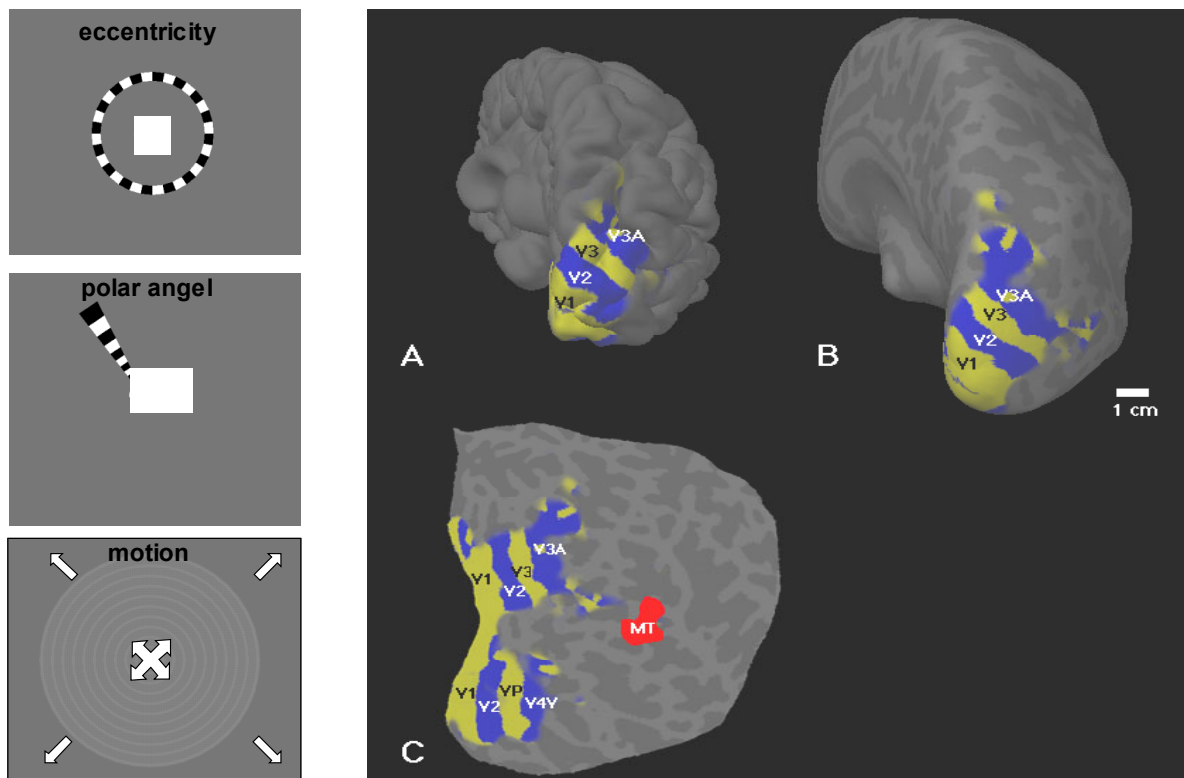 eccentricity
polar angel
motion
V3A
V3
V2
V1
A
V3A
V3
V2
V1
B
1 cm
V3A
V1
V3
V2
MT
V1
VP
V2
V4V
C